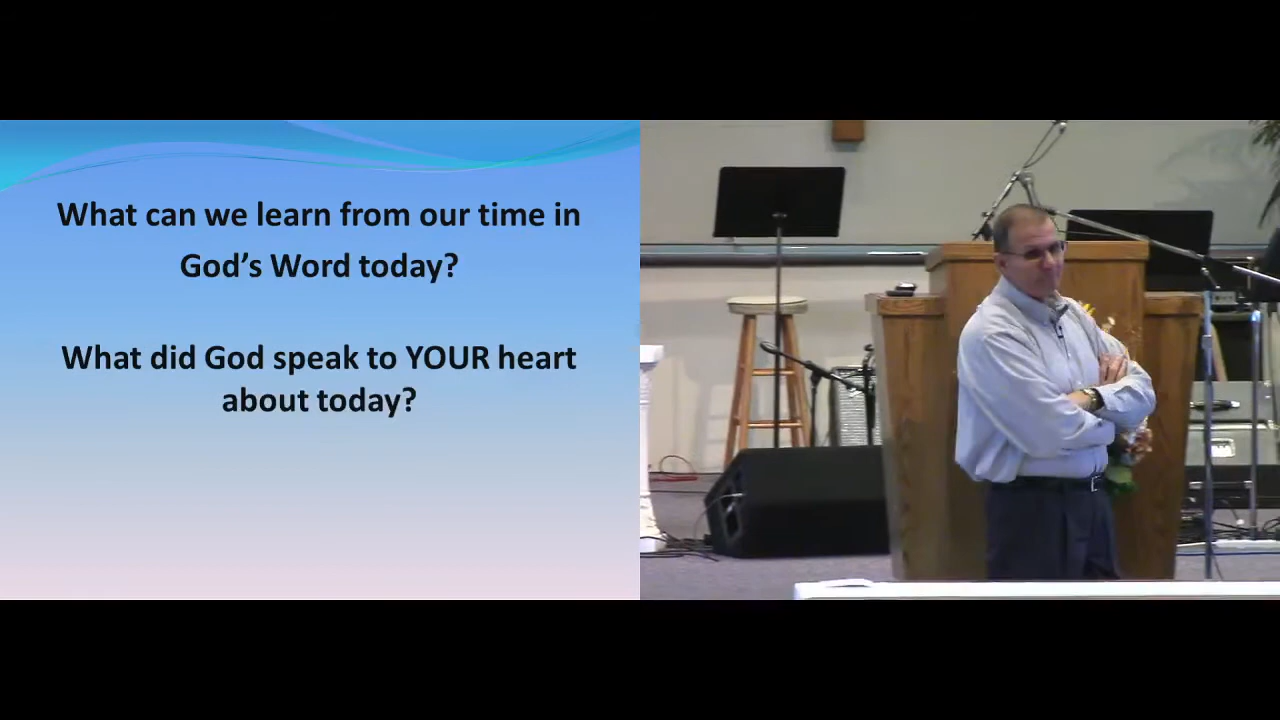 What can we learn from our time in
God’s Word today?
What did God speak to YOUR heart
about today?